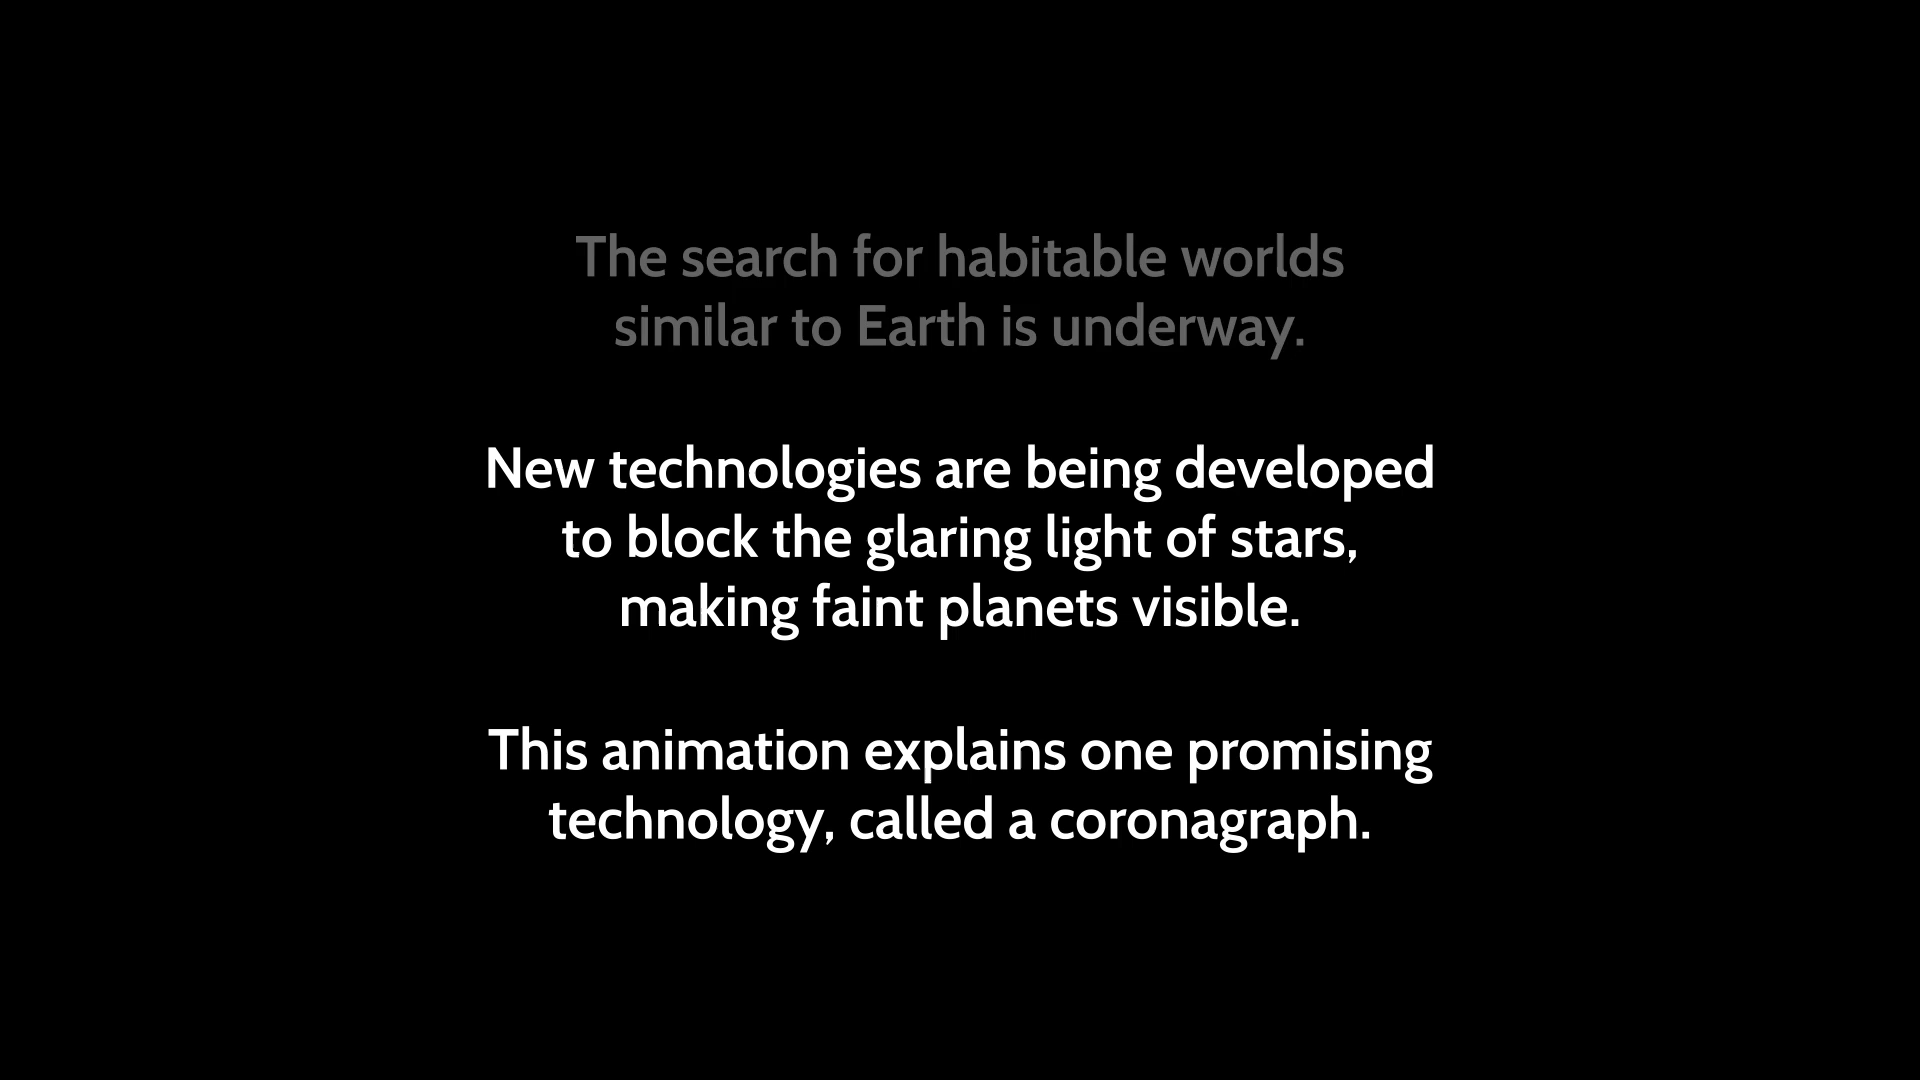 The search for habitable worlds
similar to Earth is underway.
New technologies are being developed
to block the glaring light of stars,
making faint planets visible.
This animation explains one promising
technology, called a coronagraph.